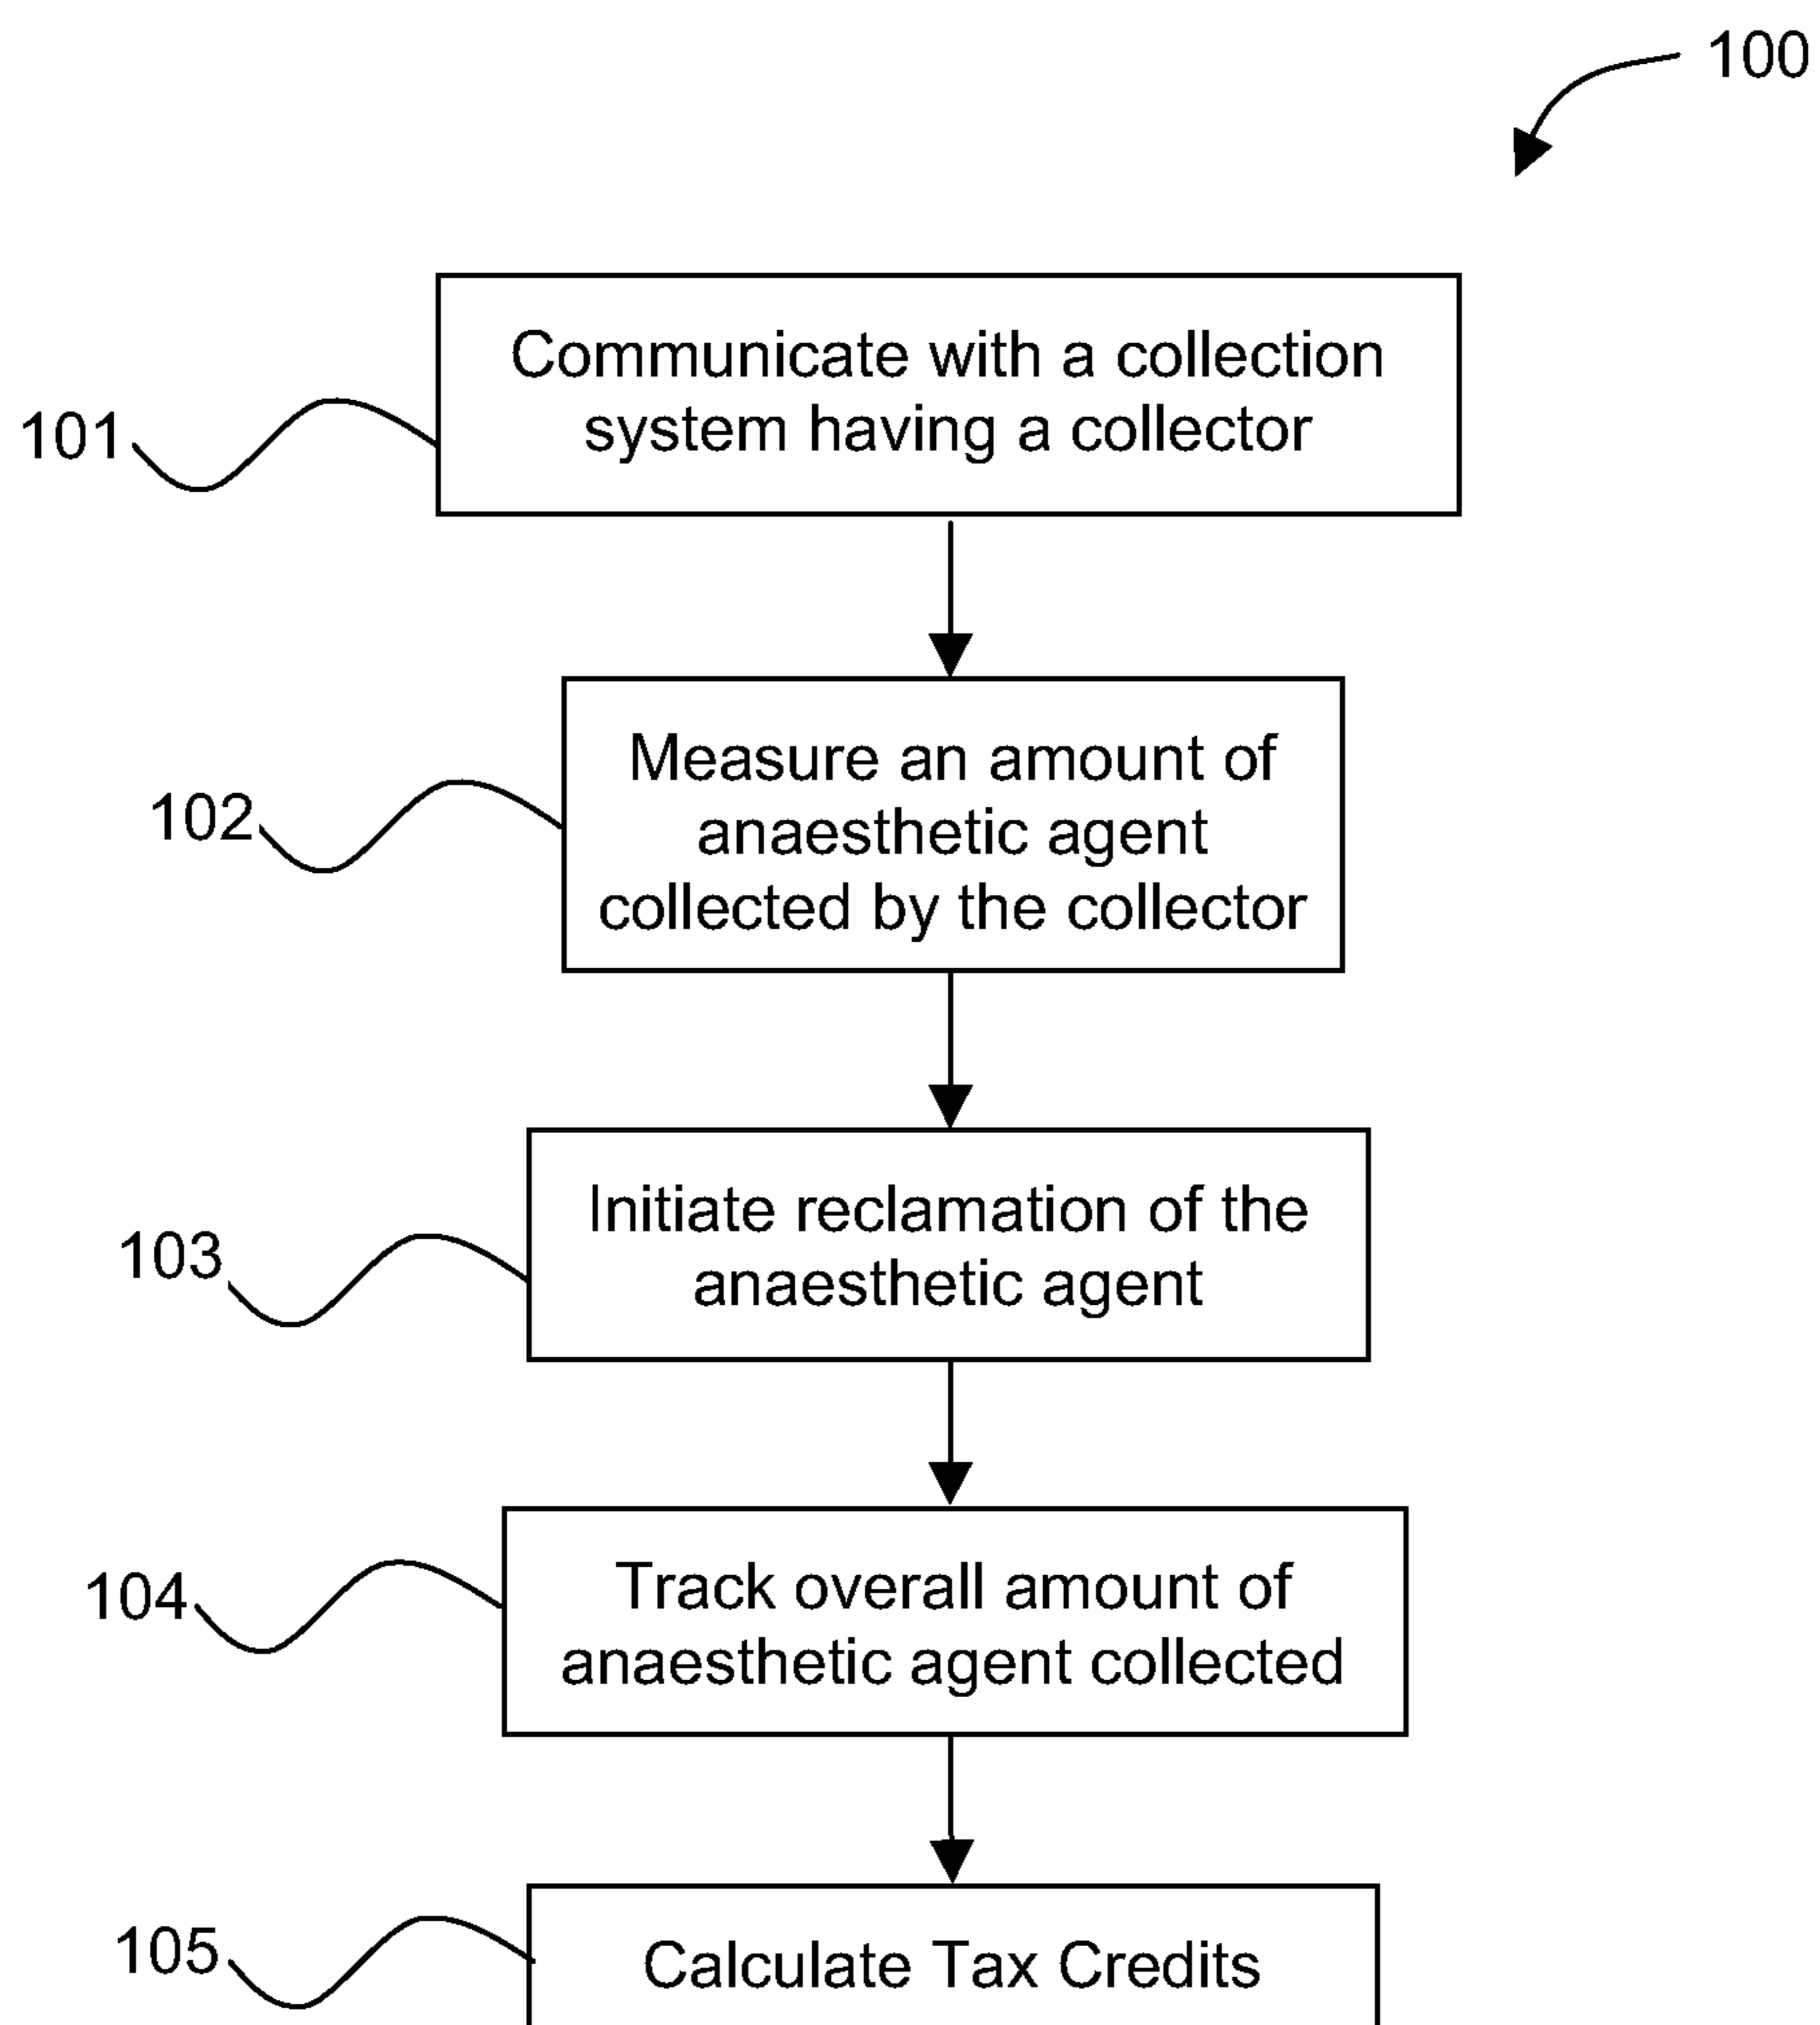 100
Communicate with a collection
system having a collector
101
Measure an amount of
anaesthetic agent
collected by the collector
102
Initiate reclamation of the
anaesthetic agent
103
Track overall amount of
anaesthetic agent collected
104
Calculate Tax Credits
105